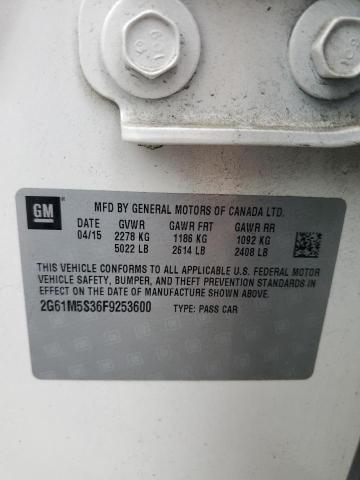 GM
MFD BY GENERAL MOTORS OF CANADA LTD.
DATE GVWR GAWR FRT GAWR RR
04/15 2278 KG 1186 KG 1092 KG
5022 LB 2614 LB 2408 LB
THIS VEHICLE CONFORMS TO ALL APPLICABLE U.S. FEDERAL MOTOR
VEHICLE SAFETY, BUMPER, AND THEFT PREVENTION STANDARDS IN
EFFECT ON THE DATE OF MANUFACTURE SHOWN ABOVE.
2G61M5S36F9253600 TYPE: PASS CAR